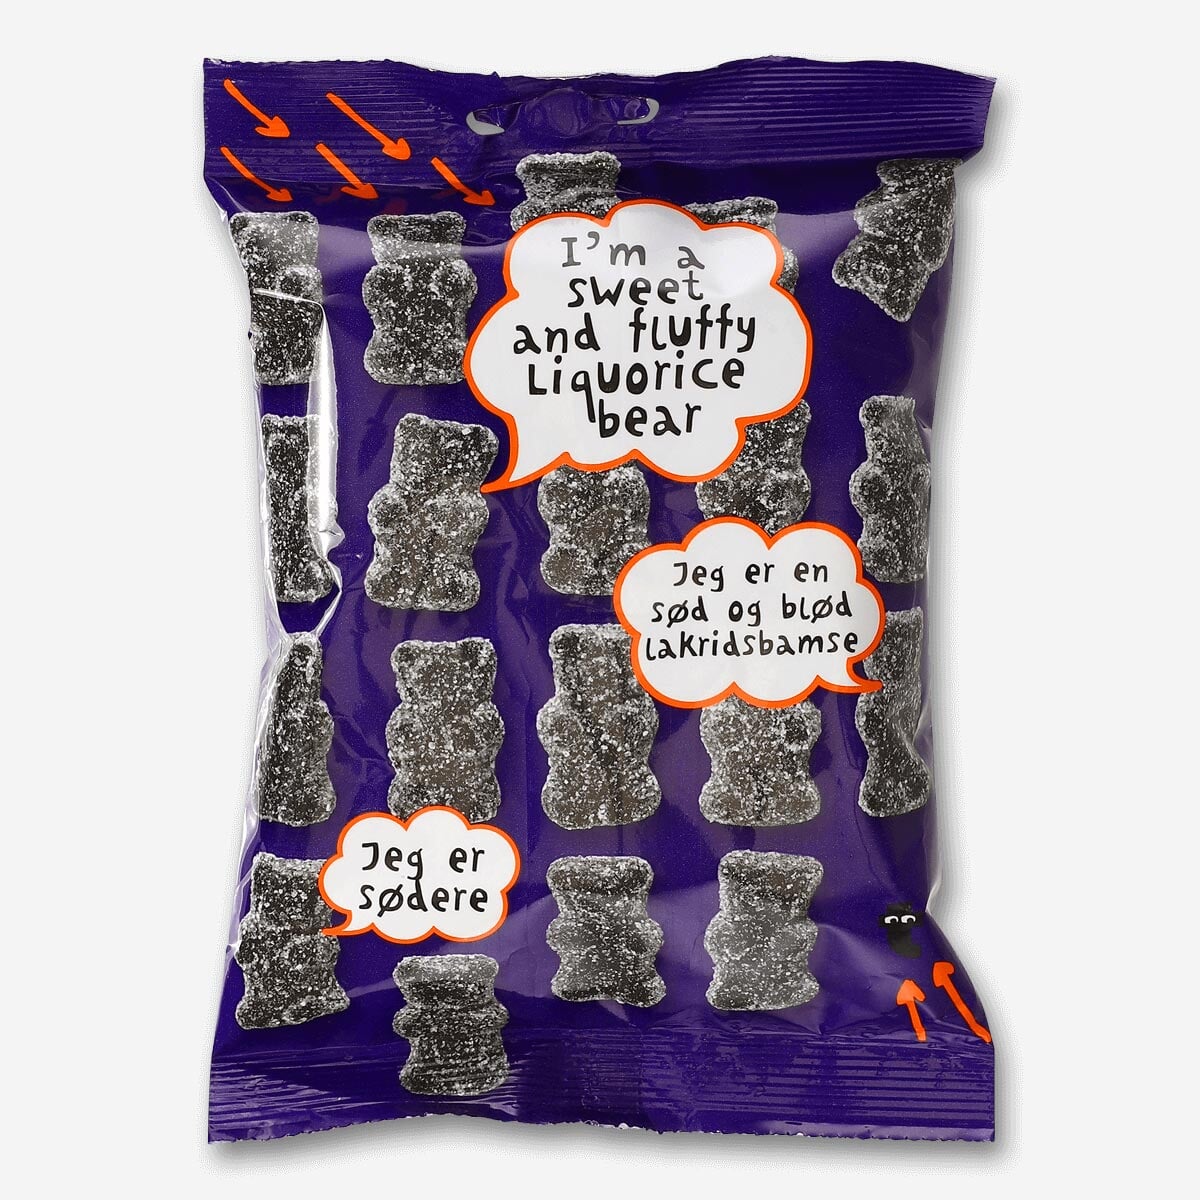 I'm a
sweet
and fluffy
Liquorice
bear
Jeg er en
sød og blød
lakridsbamse
Jeg er
sødere